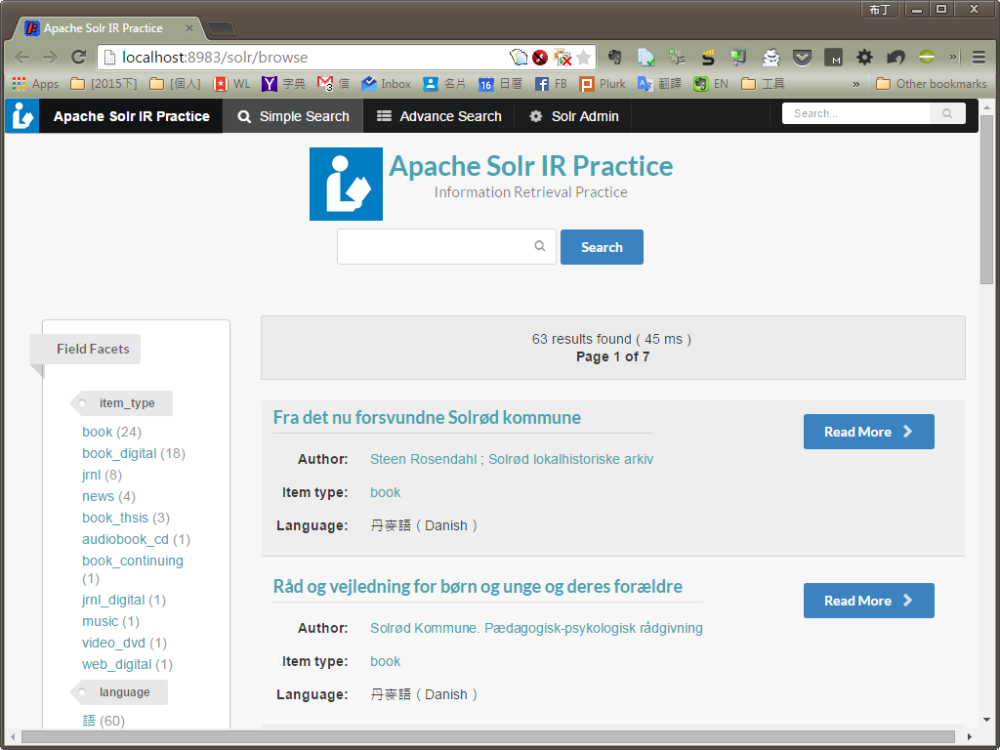 布丁
Apache Solr IR Practice
localhost:8983/solr/browse
Apps [2015下] [個人] WL 字典 信 Inbox 名片 日曆 FB Plurk 翻譯 EN 工具 » Other bookmarks
Apache Solr IR Practice Simple Search Advance Search Solr Admin Search...
Apache Solr IR Practice
Information Retrieval Practice
Search
Field Facets
item_type
book (24)
book_digital (18)
jrnl (8)
news (4)
book_thsis (3)
audiobook_cd (1)
book_continuing
(1)
jrnl_digital (1)
music (1)
video_dvd (1)
web_digital (1)
language
語 (60)
63 results found ( 45 ms )
Page 1 of 7
Fra det nu forsvundne Solrød kommune
Read More
Author: Steen Rosendahl ; Solrød lokalhistoriske arkiv
Item type: book
Language: 丹麥語 ( Danish )
Råd og vejledning for børn og unge og deres forældre
Read More
Author: Solrød Kommune. Pædagogisk-psykologisk rådgivning
Item type: book
Language: 丹麥語 ( Danish )